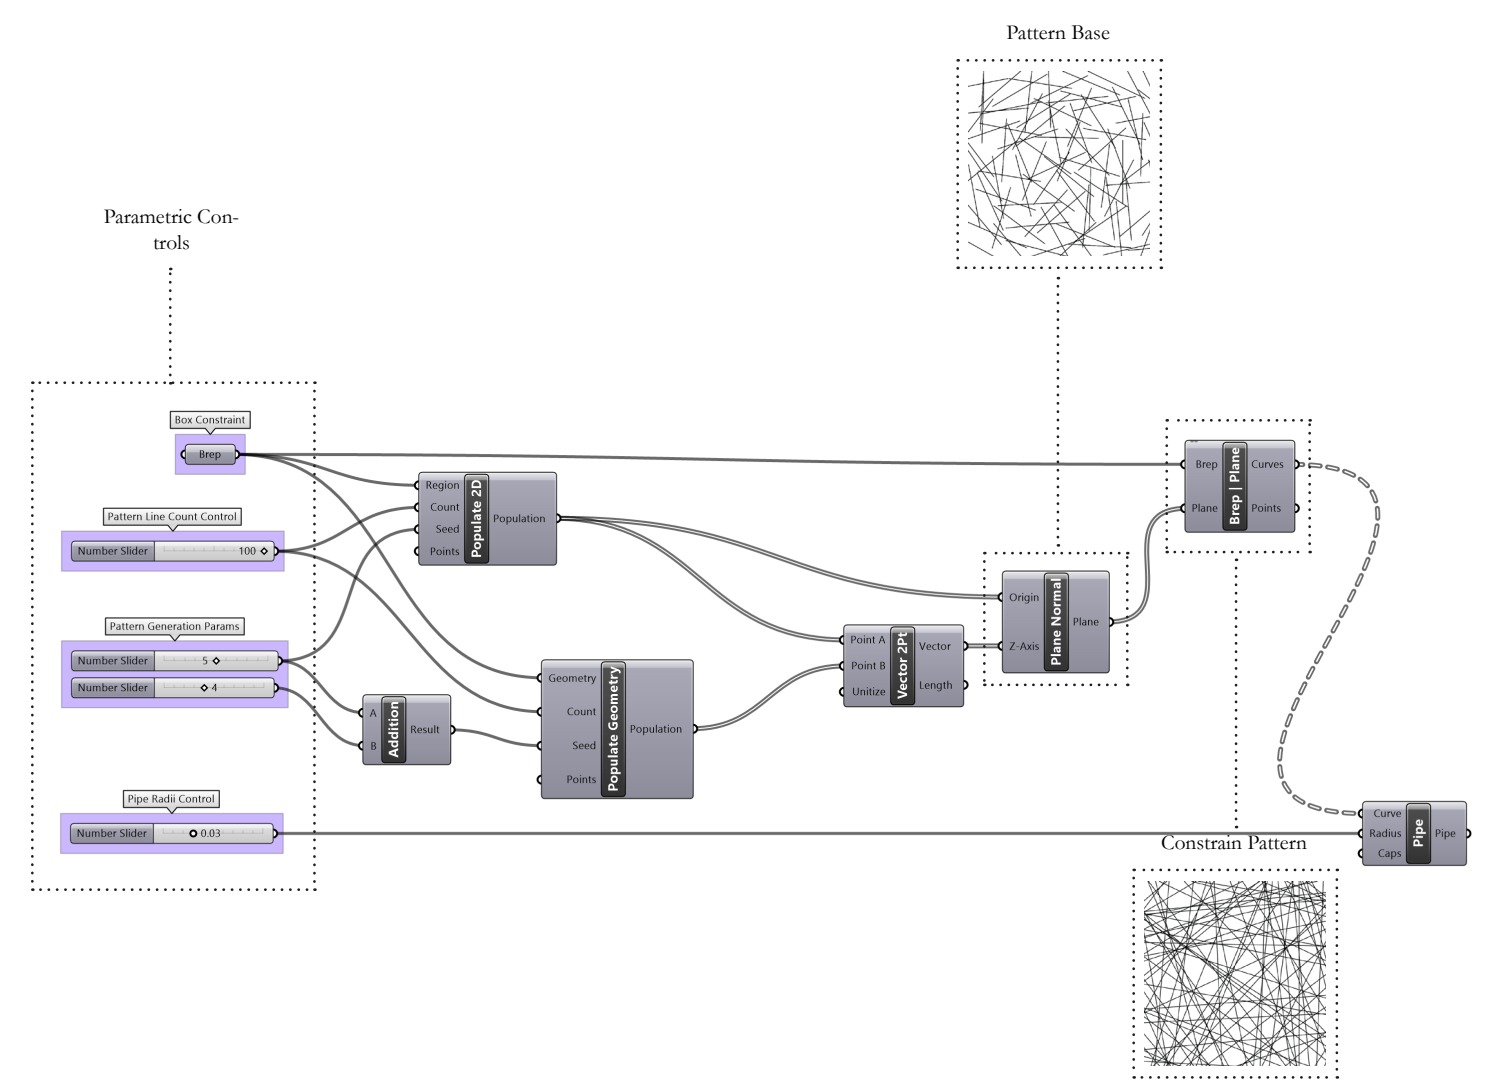 Pattern Base
Parametric Con-
trols
Box Constraint
Brep
Pattern Line Count Control
Number Slider
100
Pattern Generation Params
Number Slider
5
Number Slider
4
Pipe Radii Control
Number Slider
0.03
Region
Count
Seed
Points
Populate 2D
Population
A
B
Addition
Result
Geometry
Count
Seed
Points
Populate Geometry
Population
Point A
Point B
Unitize
Vector 2Pt
Vector
Length
Origin
Z-Axis
Plane Normal
Plane
Brep
Plane
Brep | Plane
Curves
Points
Curve
Radius
Caps
Pipe
Pipe
Constrain Pattern